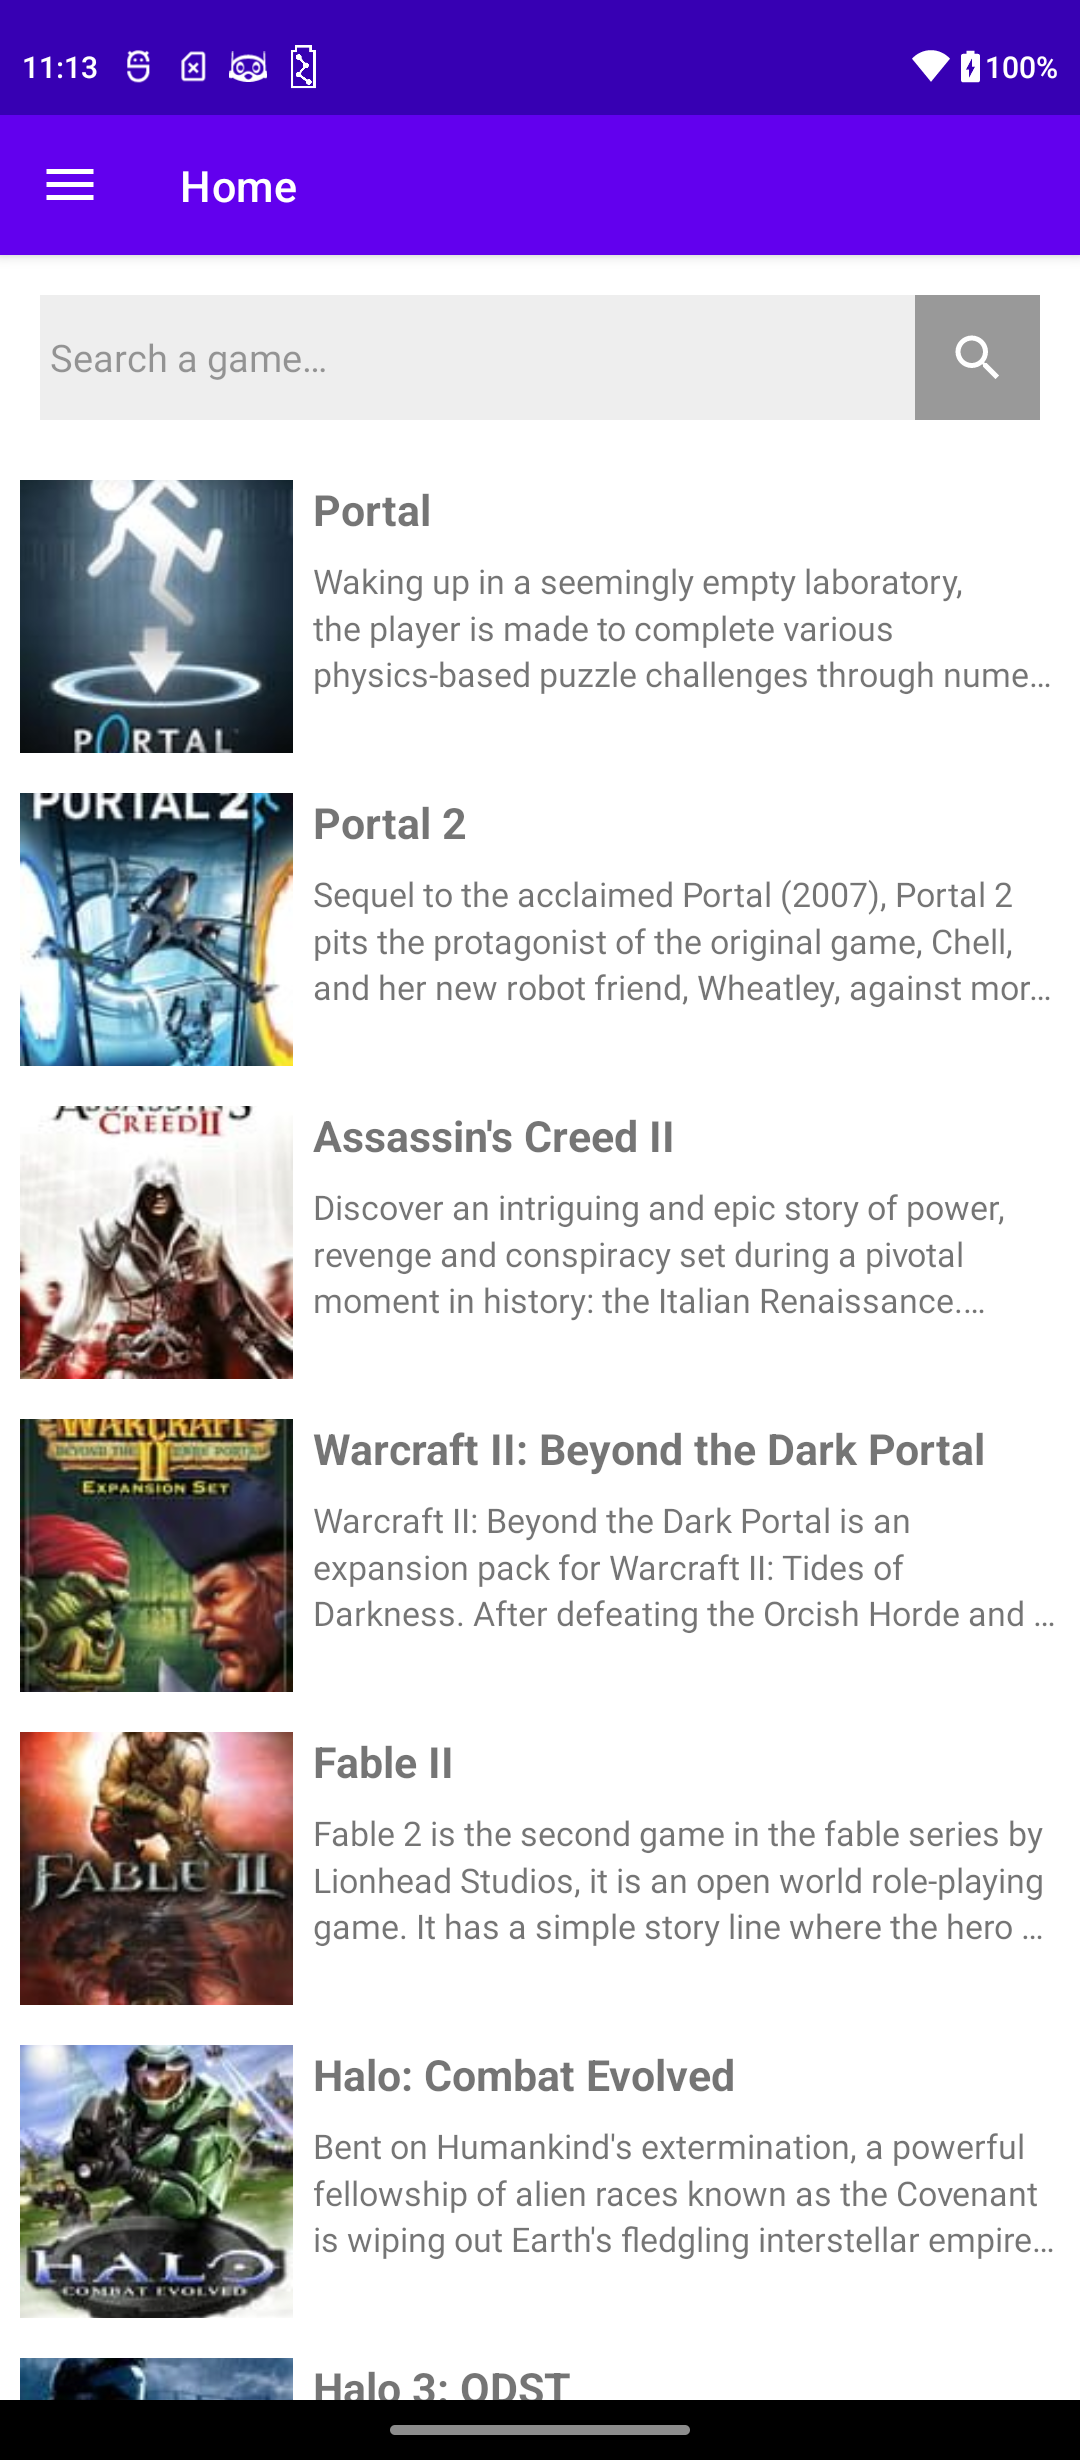 11:13
100%
Home
Search a game...
PORTAL
Portal
Waking up in a seemingly empty laboratory,
the player is made to complete various
physics-based puzzle challenges through nume...
PORTAL 2
Portal 2
Sequel to the acclaimed Portal (2007), Portal 2
pits the protagonist of the original game, Chell,
and her new robot friend, Wheatley, against mor...
ASSASSIN'S
CREED II
Assassin's Creed II
Discover an intriguing and epic story of power,
revenge and conspiracy set during a pivotal
moment in history: the Italian Renaissance....
WARCRAFT
II
BEYOND THE DARK PORTAL
EXPANSION SET
Warcraft II: Beyond the Dark Portal
Warcraft II: Beyond the Dark Portal is an
expansion pack for Warcraft II: Tides of
Darkness. After defeating the Orcish Horde and ...
FABLE II
Fable II
Fable 2 is the second game in the fable series by
Lionhead Studios, it is an open world role-playing
game. It has a simple story line where the hero ...
HALO
COMBAT EVOLVED
Halo: Combat Evolved
Bent on Humankind's extermination, a powerful
fellowship of alien races known as the Covenant
is wiping out Earth's fledgling interstellar empire...
Halo 3: ODST